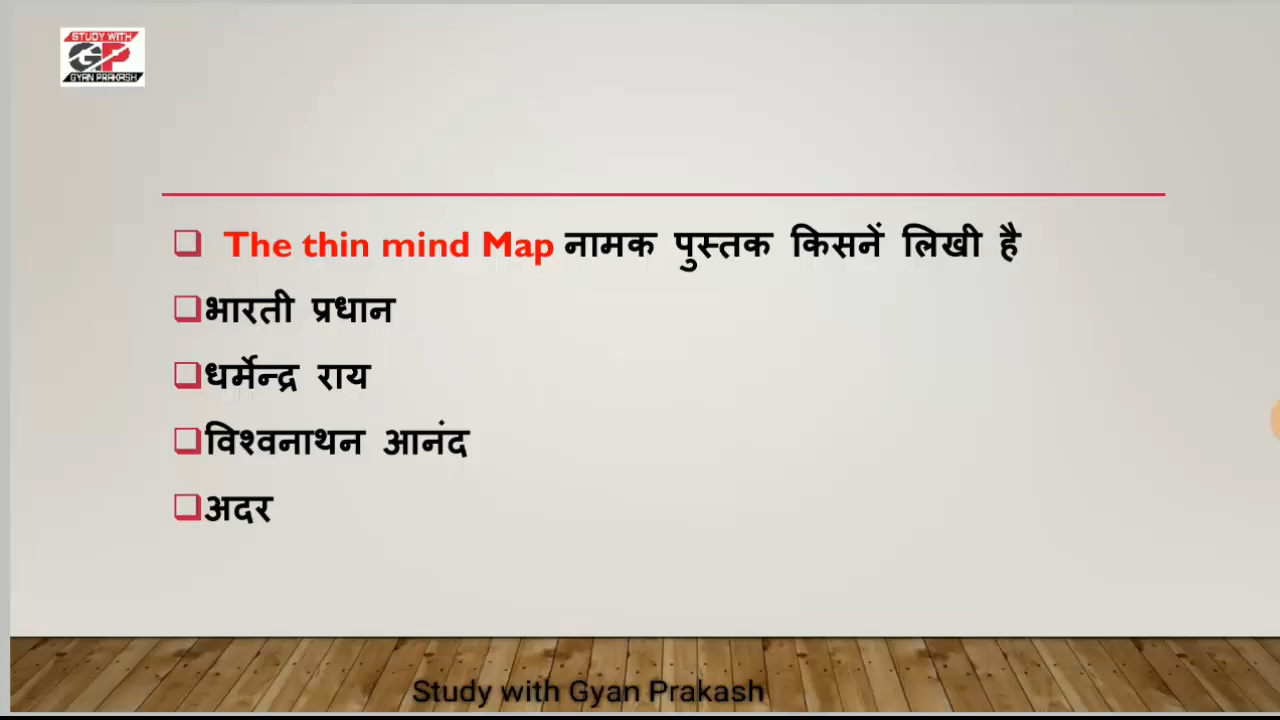 STUDY WITH
GP
GYAN PRAKASH
The thin mind Map नामक पुस्तक किसनें लिखी है
भारती प्रधान
धर्मेन्द्र राय
विश्वनाथन आनंद
अदर
Study with Gyan Prakash